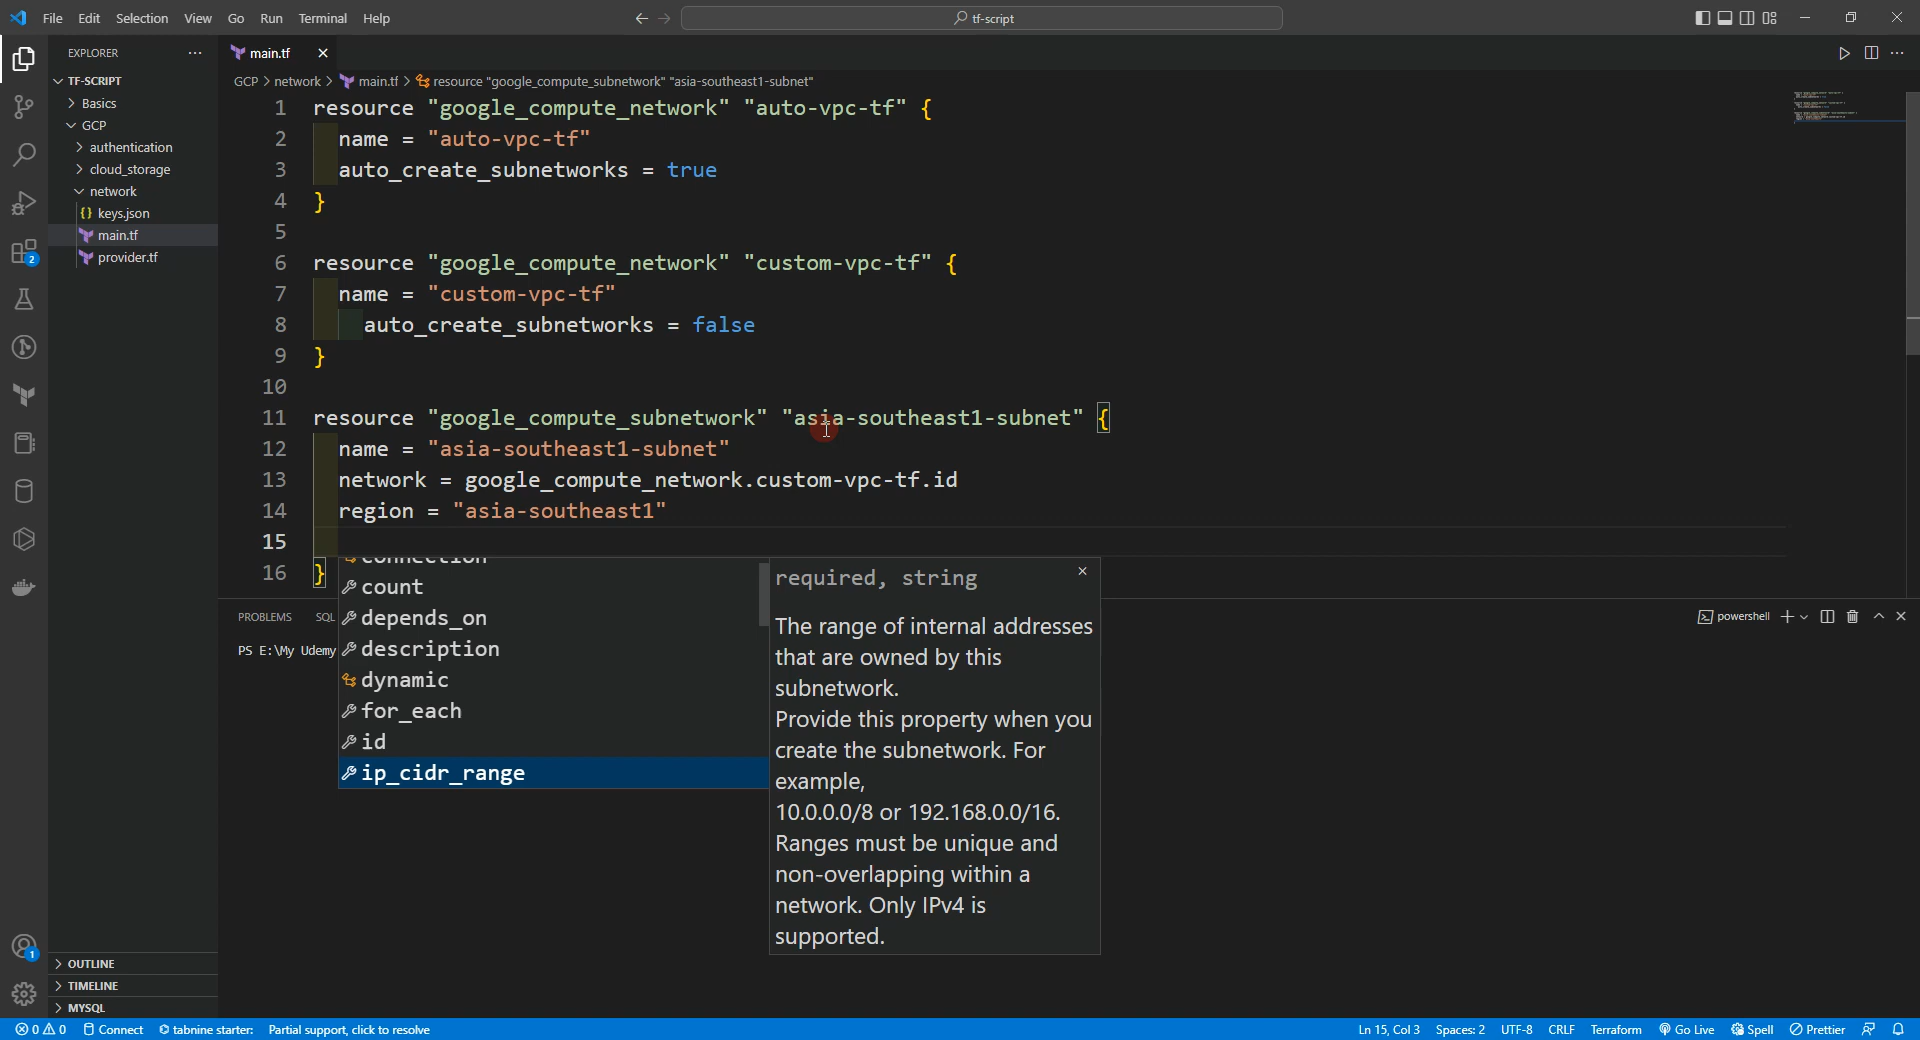 File Edit Selection View Go Run Terminal Help
tf-script
EXPLORER
main.tf
TF-SCRIPT
Basics
GCP
authentication
cloud_storage
network
keys.json
main.tf
provider.tf
GCP > network > main.tf > resource "google_compute_subnetwork" "asia-southeast1-subnet"
1 resource "google_compute_network" "auto-vpc-tf" {
2 name = "auto-vpc-tf"
3 auto_create_subnetworks = true
4 }
5
6 resource "google_compute_network" "custom-vpc-tf" {
7 name = "custom-vpc-tf"
8 auto_create_subnetworks = false
9 }
10
11 resource "google_compute_subnetwork" "asia-southeast1-subnet" {
12 name = "asia-southeast1-subnet"
13 network = google_compute_network.custom-vpc-tf.id
14 region = "asia-southeast1"
15
16 }
connection
count
depends_on
description
dynamic
for_each
id
ip_cidr_range
required, string
The range of internal addresses
that are owned by this
subnetwork.
Provide this property when you
create the subnetwork. For
example,
10.0.0.0/8 or 192.168.0.0/16.
Ranges must be unique and
non-overlapping within a
network. Only IPv4 is
supported.
PROBLEMS SQL
powershell
PS E:\My Udemy
2
1
OUTLINE
TIMELINE
MYSQL
0 0 Connect tabnine starter: Partial support, click to resolve
Ln 15, Col 3 Spaces: 2 UTF-8 CRLF Terraform Go Live Spell Prettier